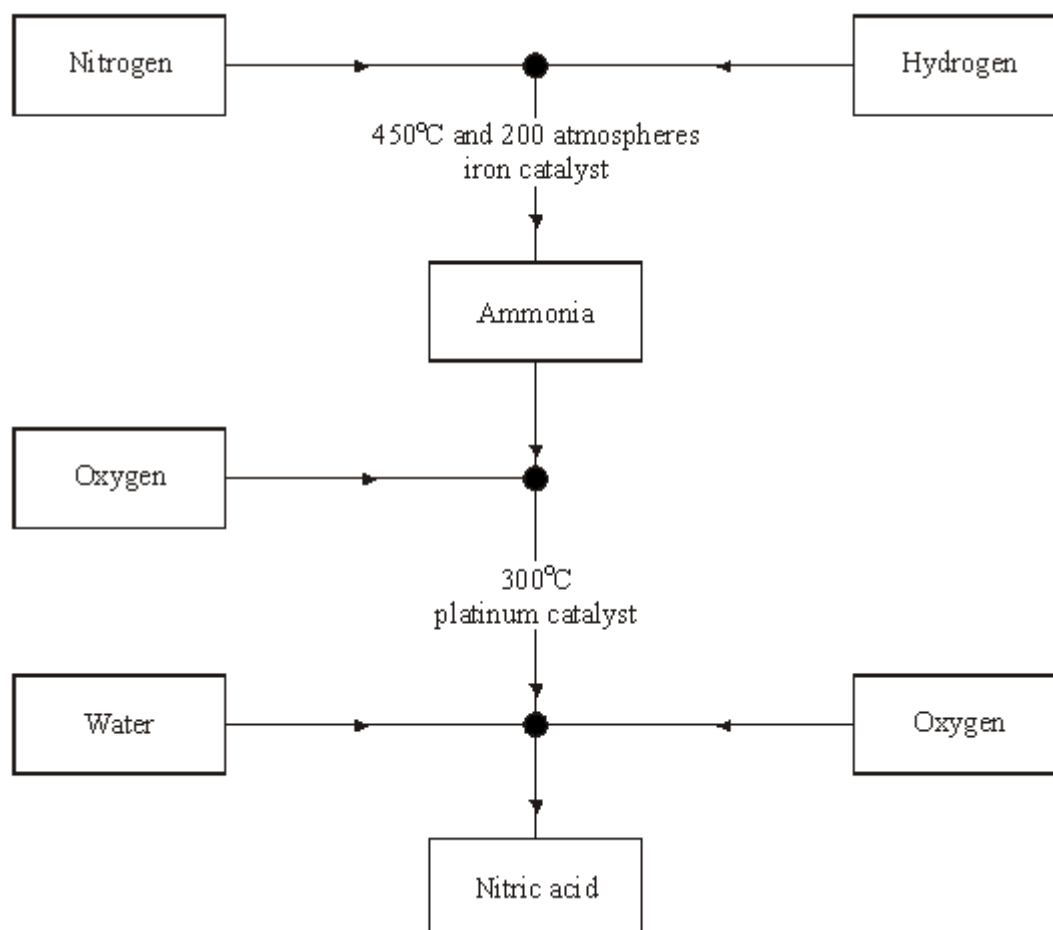 Nitrogen
Hydrogen
450°C and 200 atmospheres
iron catalyst
Ammonia
Oxygen
300°C
platinum catalyst
Water
Oxygen
Nitric acid